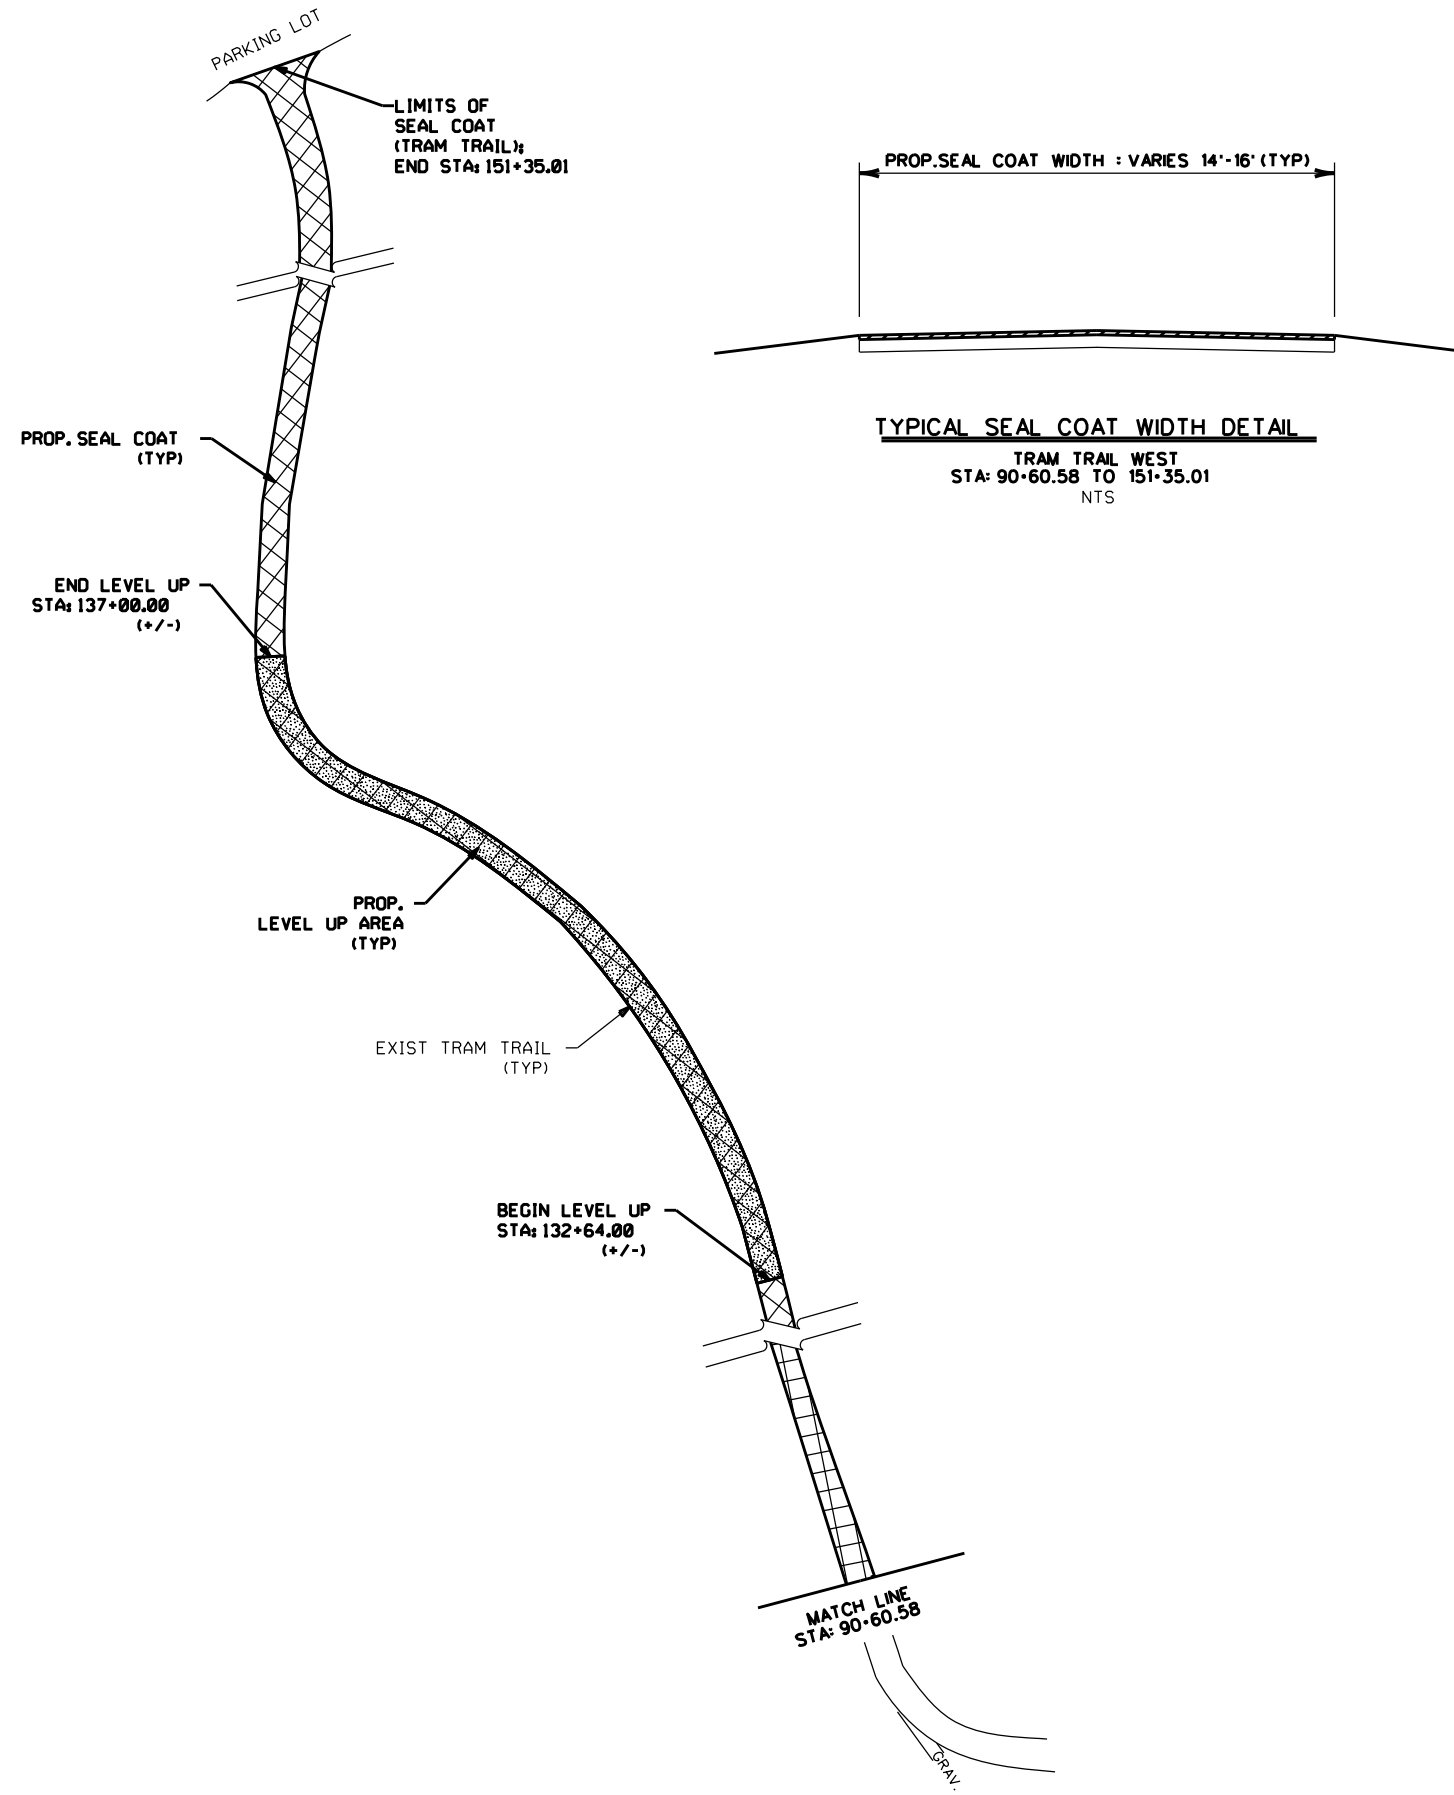 PARKING LOT
LIMITS OF
SEAL COAT
(TRAM TRAIL);
END STA: 151+35.01
PROP. SEAL COAT WIDTH : VARIES 14'-16' (TYP)
TYPICAL SEAL COAT WIDTH DETAIL
TRAM TRAIL WEST
STA: 90+60.58 TO 151+35.01
NTS
PROP. SEAL COAT
(TYP)
END LEVEL UP
STA: 137+00.00
(+/-)
PROP.
LEVEL UP AREA
(TYP)
EXIST TRAM TRAIL
(TYP)
BEGIN LEVEL UP
STA: 132+64.00
(+/-)
MATCH LINE
STA: 90+60.58
GRAV.